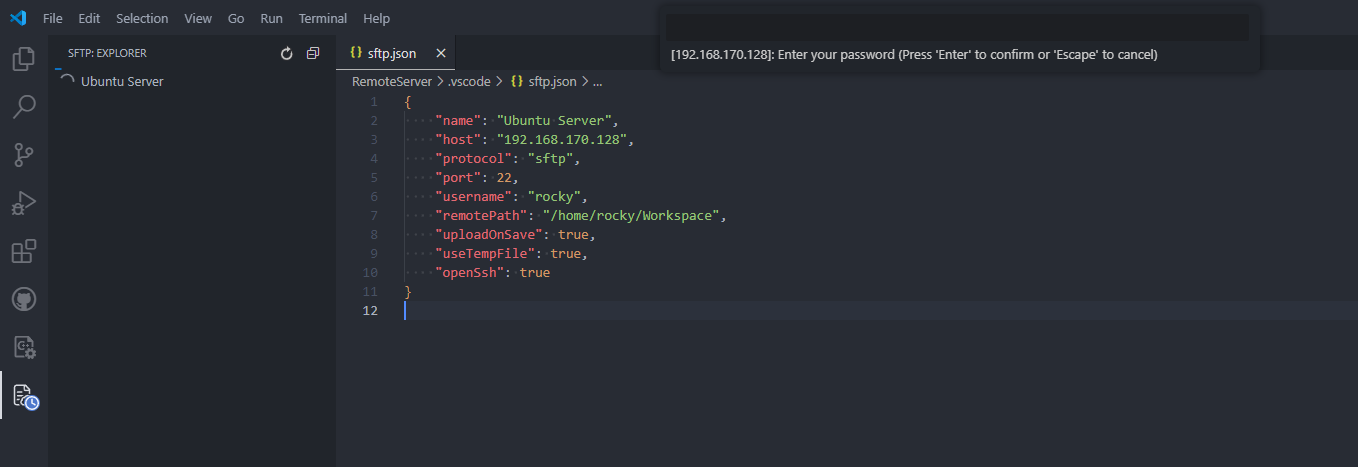 File Edit Selection View Go Run Terminal Help
[192.168.170.128]: Enter your password (Press 'Enter' to confirm or 'Escape' to cancel)
SFTP: EXPLORER
Ubuntu Server
{} sftp.json
RemoteServer > .vscode > {} sftp.json > ...
1 {
2 "name": "Ubuntu Server",
3 "host": "192.168.170.128",
4 "protocol": "sftp",
5 "port": 22,
6 "username": "rocky",
7 "remotePath": "/home/rocky/Workspace",
8 "uploadOnSave": true,
9 "useTempFile": true,
10 "openSsh": true
11 }
12